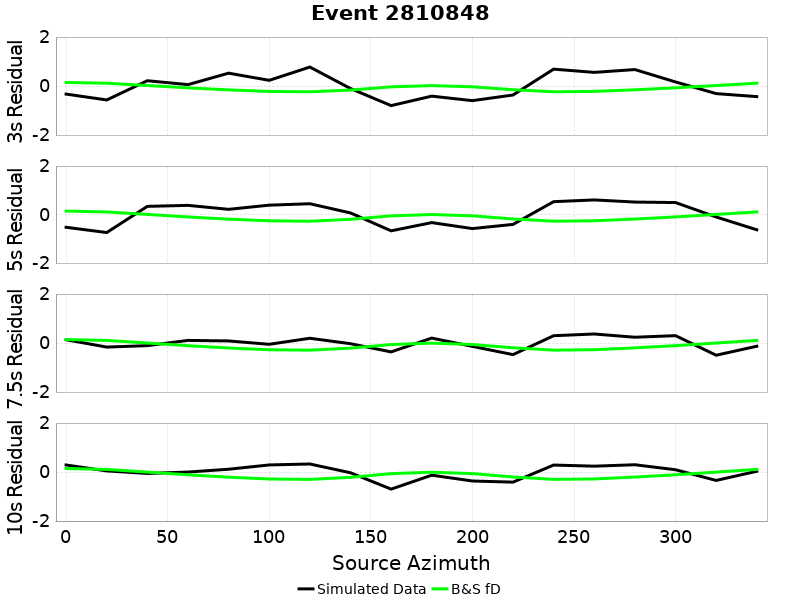 Event 2810848
3s Residual
2
0
-2
5s Residual
2
0
-2
7.5s Residual
2
0
-2
10s Residual
2
0
-2
0 50 100 150 200 250 300
Source Azimuth
Simulated Data B&S fD